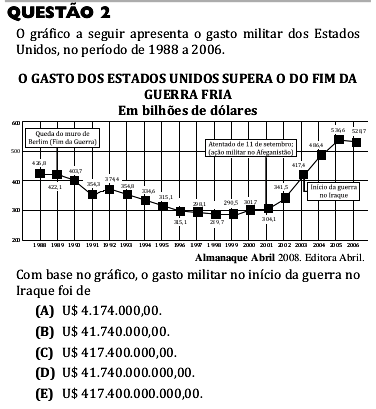 QUESTÃO 2
O gráfico a seguir apresenta o gasto militar dos Estados
Unidos, no período de 1988 a 2006.
O GASTO DOS ESTADOS UNIDOS SUPERA O DO FIM DA
GUERRA FRIA
Em bilhões de dólares
600
500
400
300
200
Queda do muro de
Berlim (Fim da Guerra)
Atentado de 11 de setembro;
(ação militar no Afeganistão)
Início da guerra
no Iraque
426,8
422,1
403,7
354,3
374,4
354,8
334,6
315,1
315,1
298,1
289,7
290,5
301,7
304,1
341,5
417,4
486,4
536,6
528,7
1988 1989 1990 1991 1992 1993 1994 1995 1996 1997 1998 1999 2000 2001 2002 2003 2004 2005 2006
Almanaque Abril 2008. Editora Abril.
Com base no gráfico, o gasto militar no início da guerra no
Iraque foi de
(A) U$ 4.174.000,00.
(B) U$ 41.740.000,00.
(C) U$ 417.400.000,00.
(D) U$ 41.740.000.000,00.
(E) U$ 417.400.000.000,00.